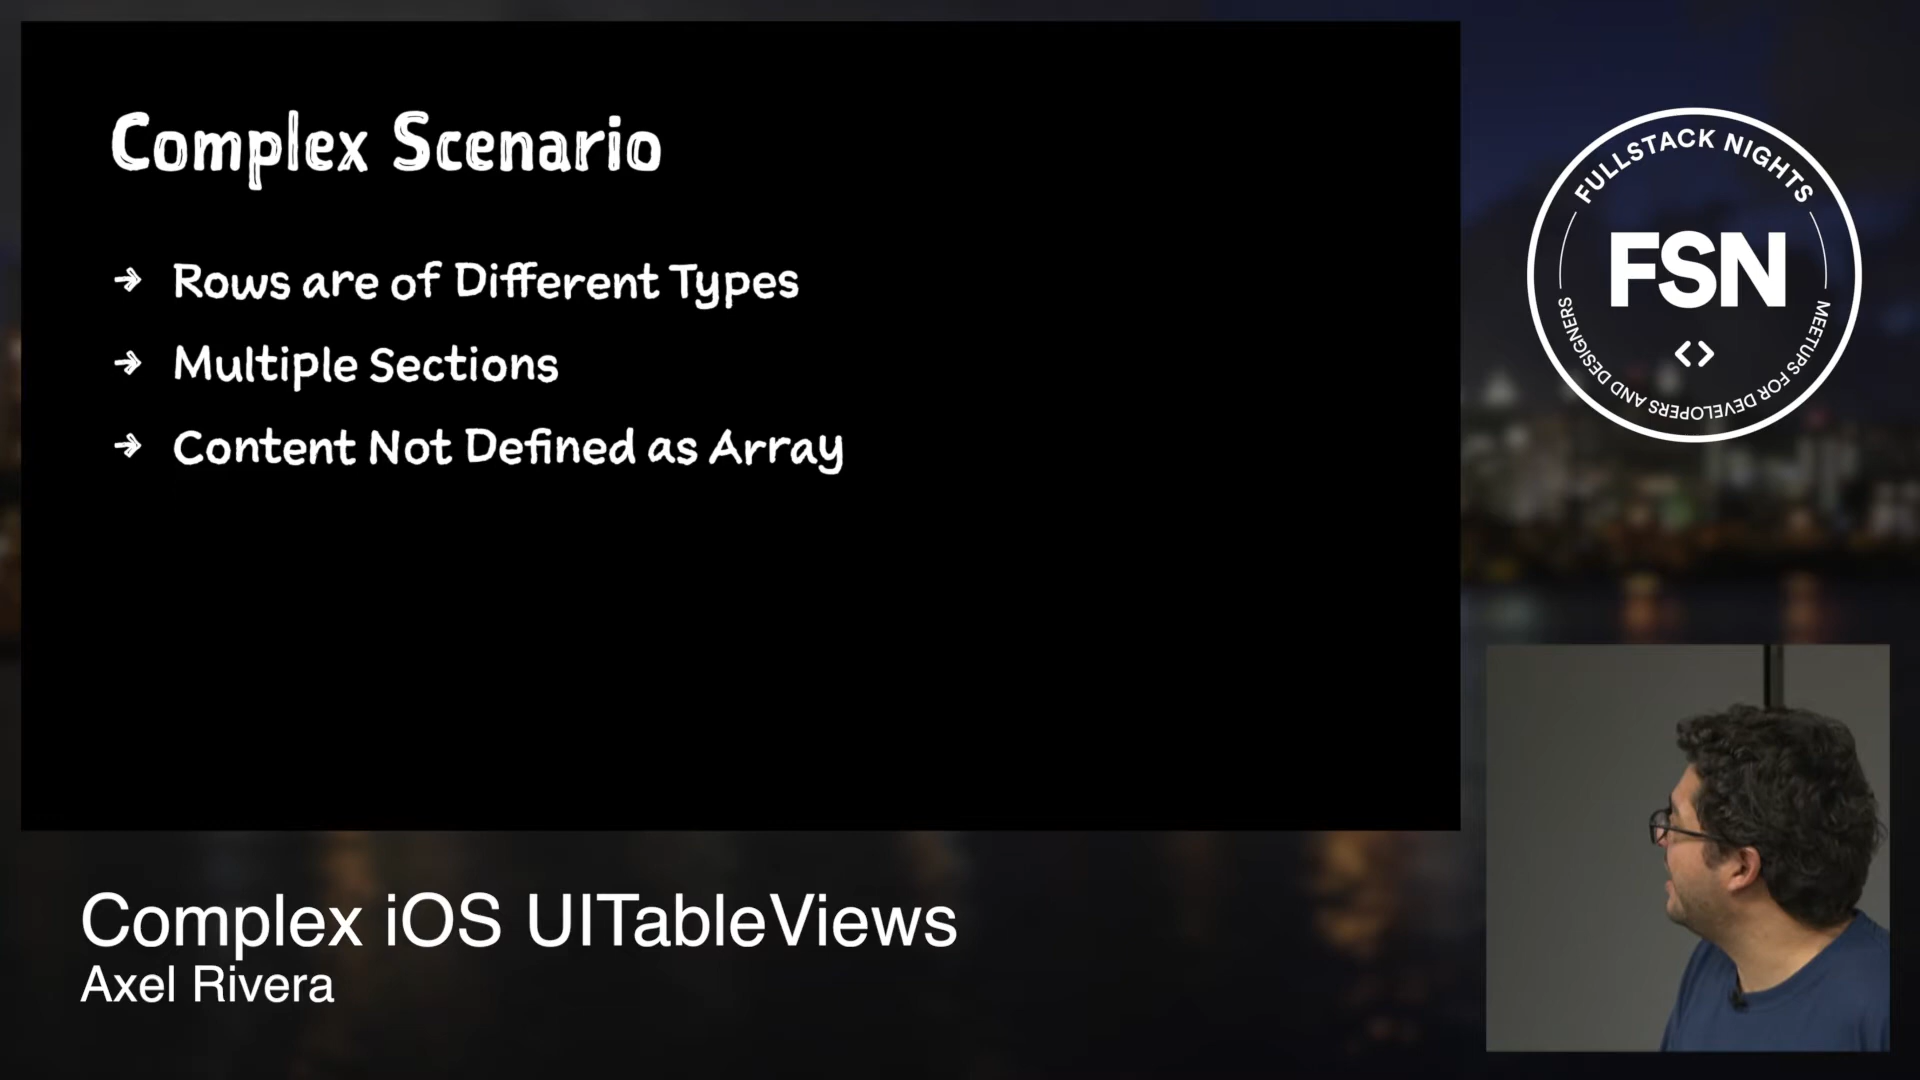 Complex Scenario
→ Rows are of Different Types
→ Multiple Sections
→ Content Not Defined as Array
FULLSTACK NIGHTS
FSN
<>
MEETUPS FOR DEVELOPERS AND DESIGNERS
Complex iOS UITableViews
Axel Rivera